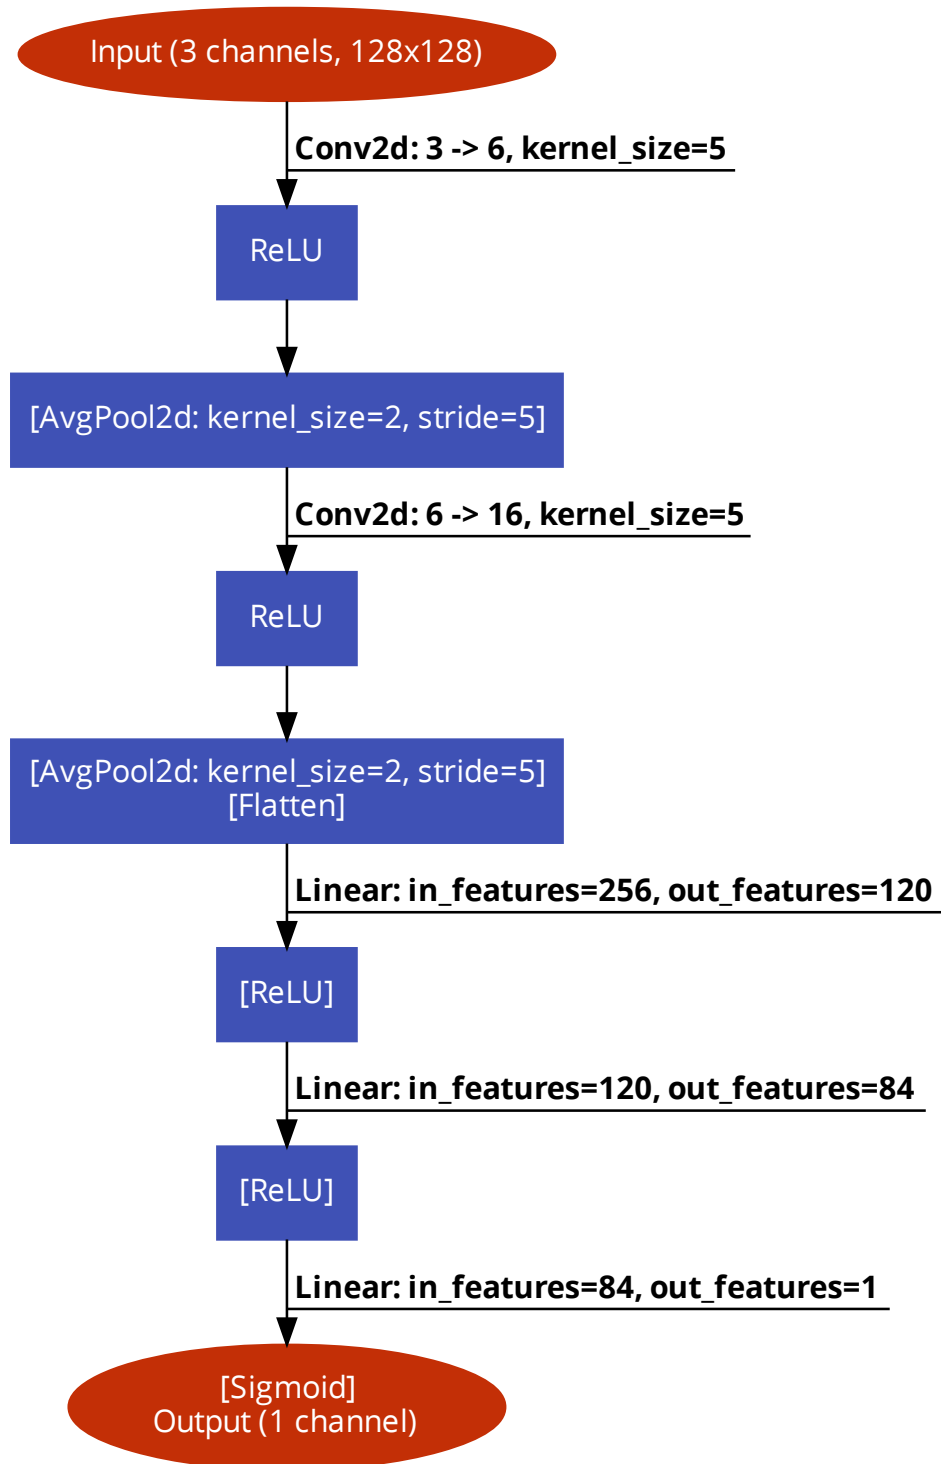 Input (3 channels, 128x128)
Conv2d: 3 -> 6, kernel_size=5
ReLU
[AvgPool2d: kernel_size=2, stride=5]
Conv2d: 6 -> 16, kernel_size=5
ReLU
[AvgPool2d: kernel_size=2, stride=5]
[Flatten]
Linear: in_features=256, out_features=120
[ReLU]
Linear: in_features=120, out_features=84
[ReLU]
Linear: in_features=84, out_features=1
[Sigmoid]
Output (1 channel)